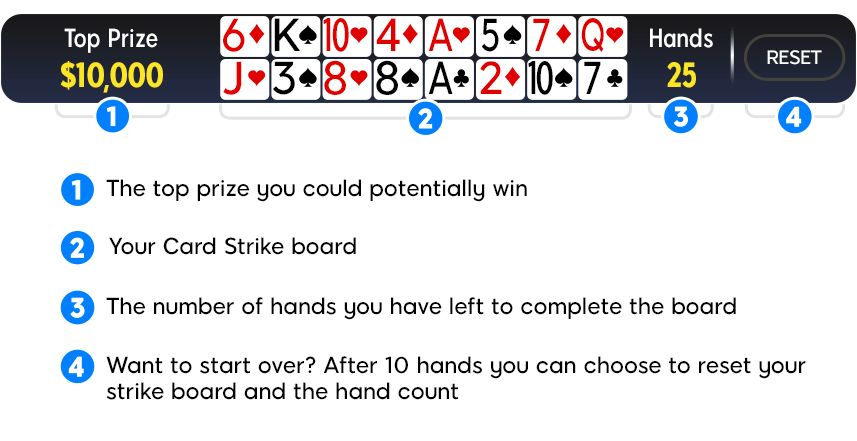 Top Prize
$10,000
6♦ K♠ 10♥ 4♦ A♥ 5♠ 7♦ Q♥
J♥ 3♠ 8♥ 8♠ A♣ 2♦ 10♠ 7♣
Hands
25
RESET
1 2 3 4
1 The top prize you could potentially win
2 Your Card Strike board
3 The number of hands you have left to complete the board
4 Want to start over? After 10 hands you can choose to reset your
strike board and the hand count